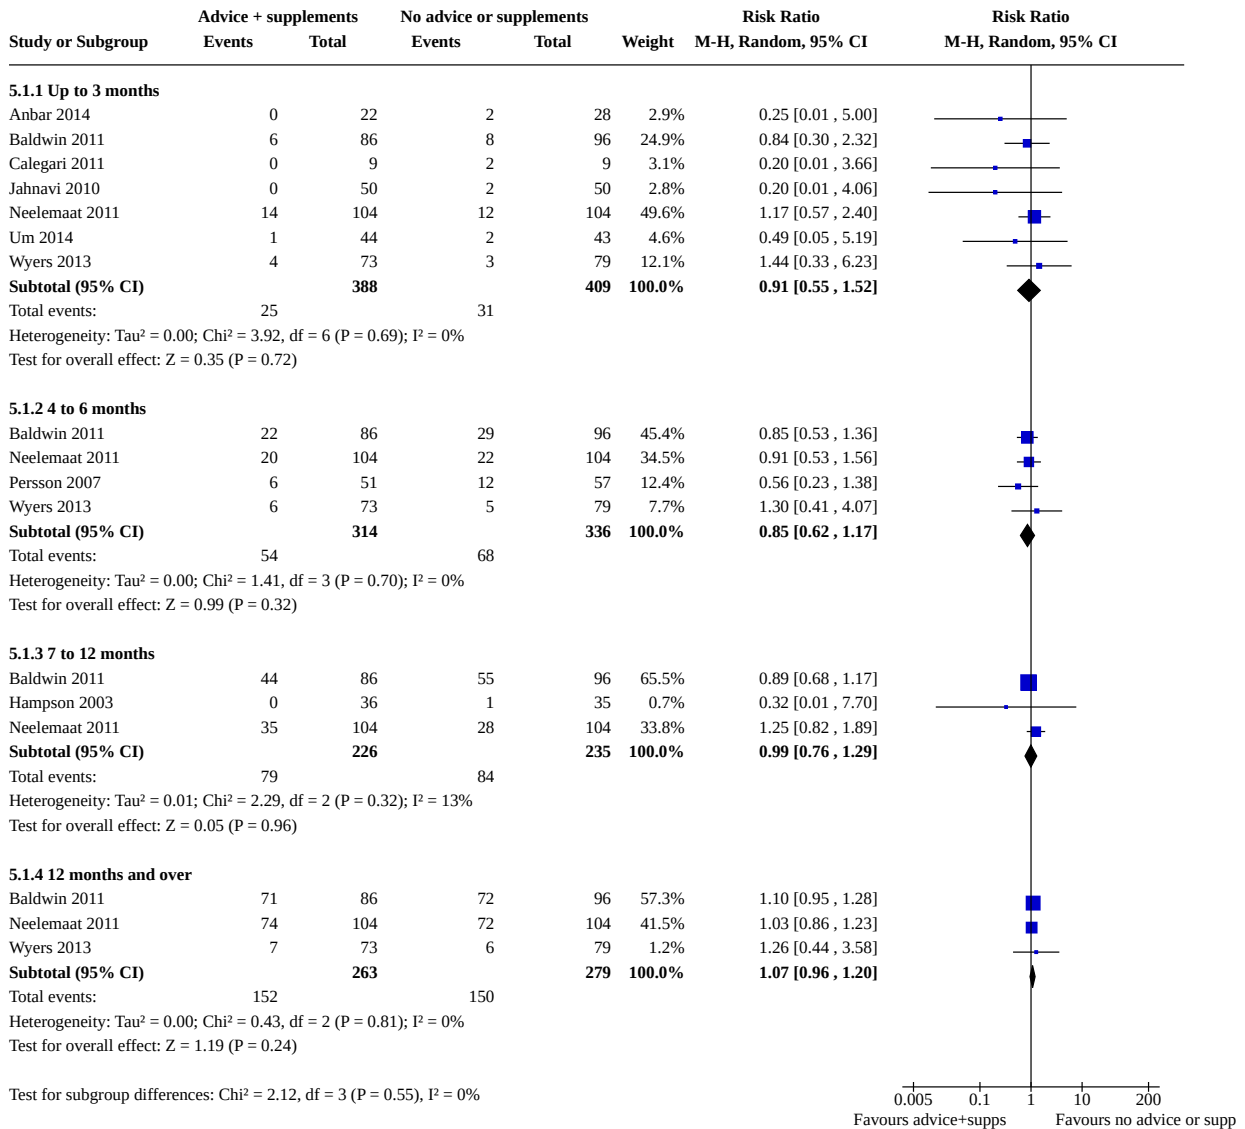 Advice + supplements No advice or supplements Risk Ratio Risk Ratio
Study or Subgroup Events Total Events Total Weight M-H, Random, 95% CI M-H, Random, 95% CI
5.1.1 Up to 3 months
Anbar 2014 0 22 2 28 2.9% 0.25 [0.01 , 5.00]
Baldwin 2011 6 86 8 96 24.9% 0.84 [0.30 , 2.32]
Calegari 2011 0 9 2 9 3.1% 0.20 [0.01 , 3.66]
Jahnavi 2010 0 50 2 50 2.8% 0.20 [0.01 , 4.06]
Neelemaat 2011 14 104 12 104 49.6% 1.17 [0.57 , 2.40]
Um 2014 1 44 2 43 4.6% 0.49 [0.05 , 5.19]
Wyers 2013 4 73 3 79 12.1% 1.44 [0.33 , 6.23]
Subtotal (95% CI) 388 409 100.0% 0.91 [0.55 , 1.52]
Total events: 25 31
Heterogeneity: Tau² = 0.00; Chi² = 3.92, df = 6 (P = 0.69); I² = 0%
Test for overall effect: Z = 0.35 (P = 0.72)
5.1.2 4 to 6 months
Baldwin 2011 22 86 29 96 45.4% 0.85 [0.53 , 1.36]
Neelemaat 2011 20 104 22 104 34.5% 0.91 [0.53 , 1.56]
Persson 2007 6 51 12 57 12.4% 0.56 [0.23 , 1.38]
Wyers 2013 6 73 5 79 7.7% 1.30 [0.41 , 4.07]
Subtotal (95% CI) 314 336 100.0% 0.85 [0.62 , 1.17]
Total events: 54 68
Heterogeneity: Tau² = 0.00; Chi² = 1.41, df = 3 (P = 0.70); I² = 0%
Test for overall effect: Z = 0.99 (P = 0.32)
5.1.3 7 to 12 months
Baldwin 2011 44 86 55 96 65.5% 0.89 [0.68 , 1.17]
Hampson 2003 0 36 1 35 0.7% 0.32 [0.01 , 7.70]
Neelemaat 2011 35 104 28 104 33.8% 1.25 [0.82 , 1.89]
Subtotal (95% CI) 226 235 100.0% 0.99 [0.76 , 1.29]
Total events: 79 84
Heterogeneity: Tau² = 0.01; Chi² = 2.29, df = 2 (P = 0.32); I² = 13%
Test for overall effect: Z = 0.05 (P = 0.96)
5.1.4 12 months and over
Baldwin 2011 71 86 72 96 57.3% 1.10 [0.95 , 1.28]
Neelemaat 2011 74 104 72 104 41.5% 1.03 [0.86 , 1.23]
Wyers 2013 7 73 6 79 1.2% 1.26 [0.44 , 3.58]
Subtotal (95% CI) 263 279 100.0% 1.07 [0.96 , 1.20]
Total events: 152 150
Heterogeneity: Tau² = 0.00; Chi² = 0.43, df = 2 (P = 0.81); I² = 0%
Test for overall effect: Z = 1.19 (P = 0.24)
Test for subgroup differences: Chi² = 2.12, df = 3 (P = 0.55), I² = 0%
0.005 0.1 1 10 200
Favours advice+supps Favours no advice or supp